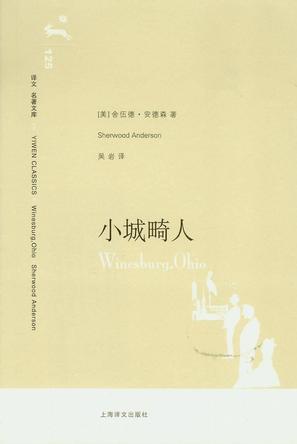 125
译文 名著文库
YIWEN CLASSICS Winesburg,Ohio Sherwood Anderson
[美] 舍伍德·安德森 著
Sherwood Anderson
吴岩 译
小城畸人
Winesburg,Ohio
上海译文出版社